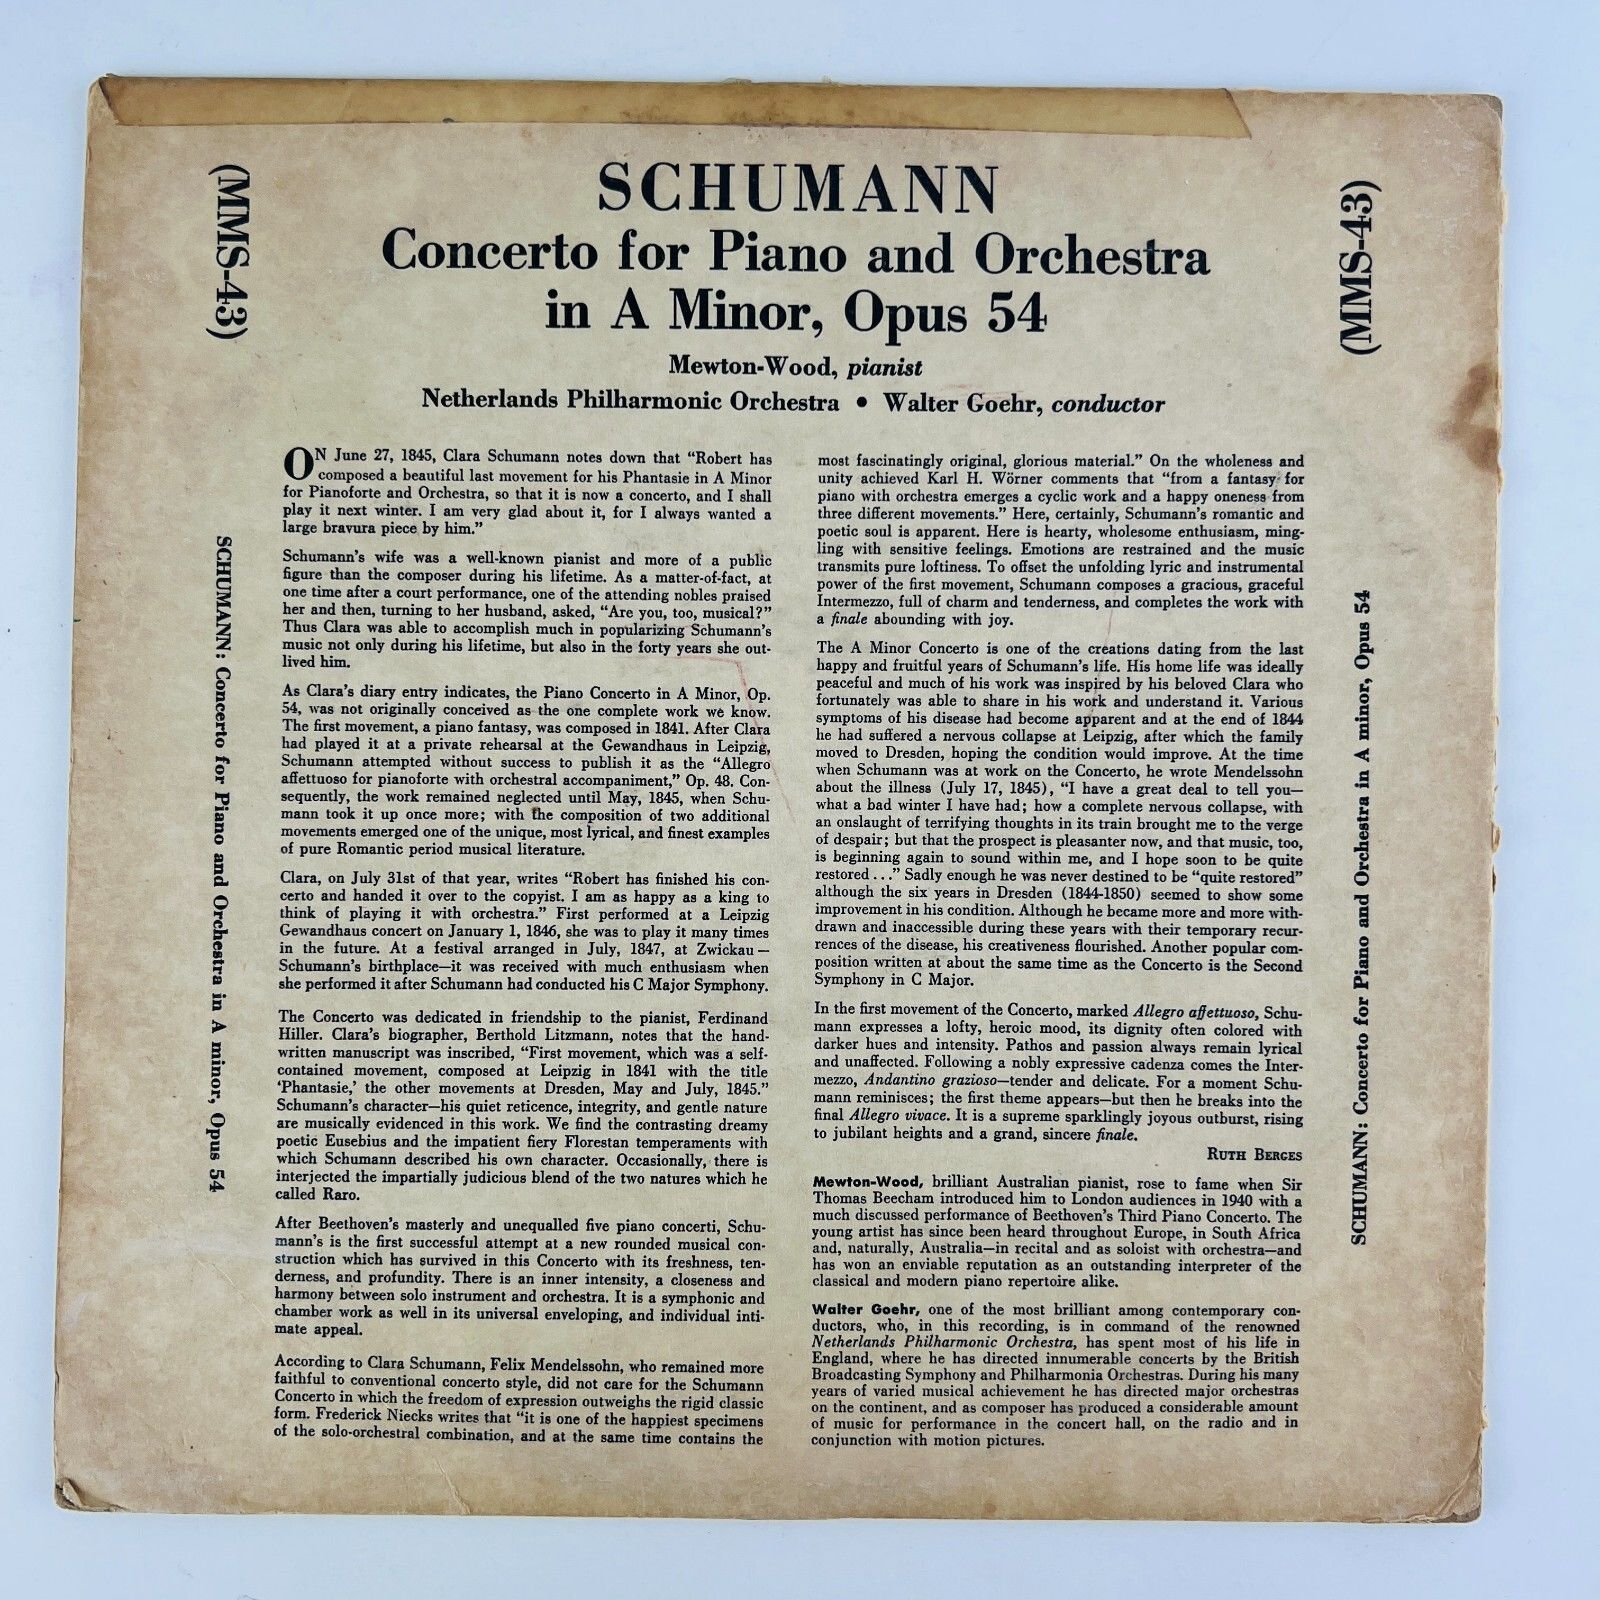 SCHUMANN
Concerto for Piano and Orchestra
in A Minor, Opus 54
Mewton-Wood, pianist
Netherlands Philharmonic Orchestra • Walter Goehr, conductor
(MMS-43)
SCHUMANN: Concerto for Piano and Orchestra in A minor, Opus 54
ON June 27, 1845, Clara Schumann notes down that “Robert has
composed a beautiful last movement for his Phantasie in A Minor
for Pianoforte and Orchestra, so that it is now a concerto, and I shall
play it next winter. I am very glad about it, for I always wanted a
large bravura piece by him.”
Schumann’s wife was a well-known pianist and more of a public
figure than the composer during his lifetime. As a matter-of-fact, at
one time after a court performance, one of the attending nobles praised
her and then, turning to her husband, asked, “Are you, too, musical?”
Thus Clara was able to accomplish much in popularizing Schumann’s
music not only during his lifetime, but also in the forty years she out-
lived him.
As Clara’s diary entry indicates, the Piano Concerto in A Minor, Op.
54, was not originally conceived as the one complete work we know.
The first movement, a piano fantasy, was composed in 1841. After Clara
had played it at a private rehearsal at the Gewandhaus in Leipzig,
Schumann attempted without success to publish it as the “Allegro
affettuoso for pianoforte with orchestral accompaniment,” Op. 48. Con-
sequently, the work remained neglected until May, 1845, when Schu-
mann took it up once more; with the composition of two additional
movements emerged one of the unique, most lyrical, and finest examples
of pure Romantic period musical literature.
Clara, on July 31st of that year, writes “Robert has finished his con-
certo and handed it over to the copyist. I am as happy as a king to
think of playing it with orchestra.” First performed at a Leipzig
Gewandhaus concert on January 1, 1846, she was to play it many times
in the future. At a festival arranged in July, 1847, at Zwickau—
Schumann’s birthplace—it was received with much enthusiasm when
she performed it after Schumann had conducted his C Major Symphony.
The Concerto was dedicated in friendship to the pianist, Ferdinand
Hiller. Clara’s biographer, Berthold Litzmann, notes that the hand-
written manuscript was inscribed, “First movement, which was a self-
contained movement, composed at Leipzig in 1841 with the title
‘Phantasie,’ the other movements at Dresden, May and July, 1845.”
Schumann’s character—his quiet reticence, integrity, and gentle nature
are musically evidenced in this work. We find the contrasting dreamy
poetic Eusebius and the impatient fiery Florestan temperaments with
which Schumann described his own character. Occasionally, there is
interjected the impartially judicious blend of the two natures which he
called Raro.
After Beethoven’s masterly and unequalled five piano concerti, Schu-
mann’s is the first successful attempt at a new rounded musical con-
struction which has survived in this Concerto with its freshness, ten-
derness, and profundity. There is an inner intensity, a closeness and
harmony between solo instrument and orchestra. It is a symphonic and
chamber work as well in its universal enveloping, and individual inti-
mate appeal.
According to Clara Schumann, Felix Mendelssohn, who remained more
faithful to conventional concerto style, did not care for the Schumann
Concerto in which the freedom of expression outweighs the rigid classic
form. Frederick Niecks writes that “it is one of the happiest specimens
of the solo-orchestral combination, and at the same time contains the
most fascinatingly original, glorious material.” On the wholeness and
unity achieved Karl H. Wörner comments that “from a fantasy for
piano with orchestra emerges a cyclic work and a happy oneness from
three different movements.” Here, certainly, Schumann’s romantic and
poetic soul is apparent. Here is hearty, wholesome enthusiasm, ming-
ling with sensitive feelings. Emotions are restrained and the music
transmits pure loftiness. To offset the unfolding lyric and instrumental
power of the first movement, Schumann composes a gracious, graceful
Intermezzo, full of charm and tenderness, and completes the work with
a finale abounding with joy.
The A Minor Concerto is one of the creations dating from the last
happy and fruitful years of Schumann’s life. His home life was ideally
peaceful and much of his work was inspired by his beloved Clara who
fortunately was able to share in his work and understand it. Various
symptoms of his disease had become apparent and at the end of 1844
he had suffered a nervous collapse at Leipzig, after which the family
moved to Dresden, hoping the condition would improve. At the time
when Schumann was at work on the Concerto, he wrote Mendelssohn
about the illness (July 17, 1845), “I have a great deal to tell you—
what a bad winter I have had; how a complete nervous collapse, with
an onslaught of terrifying thoughts in its train brought me to the verge
of despair; but that the prospect is pleasanter now, and that music, too,
is beginning again to sound within me, and I hope soon to be quite
restored . . .” Sadly enough he was never destined to be “quite restored”
although the six years in Dresden (1844-1850) seemed to show some
improvement in his condition. Although he became more and more with-
drawn and inaccessible during these years with their temporary recur-
rences of the disease, his creativeness flourished. Another popular com-
position written at about the same time as the Concerto is the Second
Symphony in C Major.
In the first movement of the Concerto, marked Allegro affettuoso, Schu-
mann expresses a lofty, heroic mood, its dignity often colored with
darker hues and intensity. Pathos and passion always remain lyrical
and unaffected. Following a nobly expressive cadenza comes the Inter-
mezzo, Andantino grazioso—tender and delicate. For a moment Schu-
mann reminisces; the first theme appears—but then he breaks into the
final Allegro vivace. It is a supreme sparklingly joyous outburst, rising
to jubilant heights and a grand, sincere finale.
RUTH BERGES
Mewton-Wood, brilliant Australian pianist, rose to fame when Sir
Thomas Beecham introduced him to London audiences in 1940 with a
much discussed performance of Beethoven’s Third Piano Concerto. The
young artist has since been heard throughout Europe, in South Africa
and, naturally, Australia—in recital and as soloist with orchestra—and
has won an enviable reputation as an outstanding interpreter of the
classical and modern piano repertoire alike.
Walter Goehr, one of the most brilliant among contemporary con-
ductors, who, in this recording, is in command of the renowned
Netherlands Philharmonic Orchestra, has spent most of his life in
England, where he has directed innumerable concerts by the British
Broadcasting Symphony and Philharmonia Orchestras. During his many
years of varied musical achievement he has directed major orchestras
on the continent, and as composer has produced a considerable amount
of music for performance in the concert hall, on the radio and in
conjunction with motion pictures.
(MMS-43)
SCHUMANN: Concerto for Piano and Orchestra in A minor, Opus 54